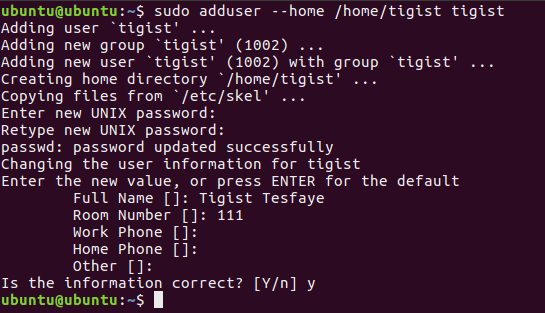 ubuntu@ubuntu:~$ sudo adduser --home /home/tigist tigist
Adding user `tigist' ...
Adding new group `tigist' (1002) ...
Adding new user `tigist' (1002) with group `tigist' ...
Creating home directory `/home/tigist' ...
Copying files from `/etc/skel' ...
Enter new UNIX password:
Retype new UNIX password:
passwd: password updated successfully
Changing the user information for tigist
Enter the new value, or press ENTER for the default
        Full Name []: Tigist Tesfaye
        Room Number []: 111
        Work Phone []:
        Home Phone []:
        Other []:
Is the information correct? [Y/n] y
ubuntu@ubuntu:~$